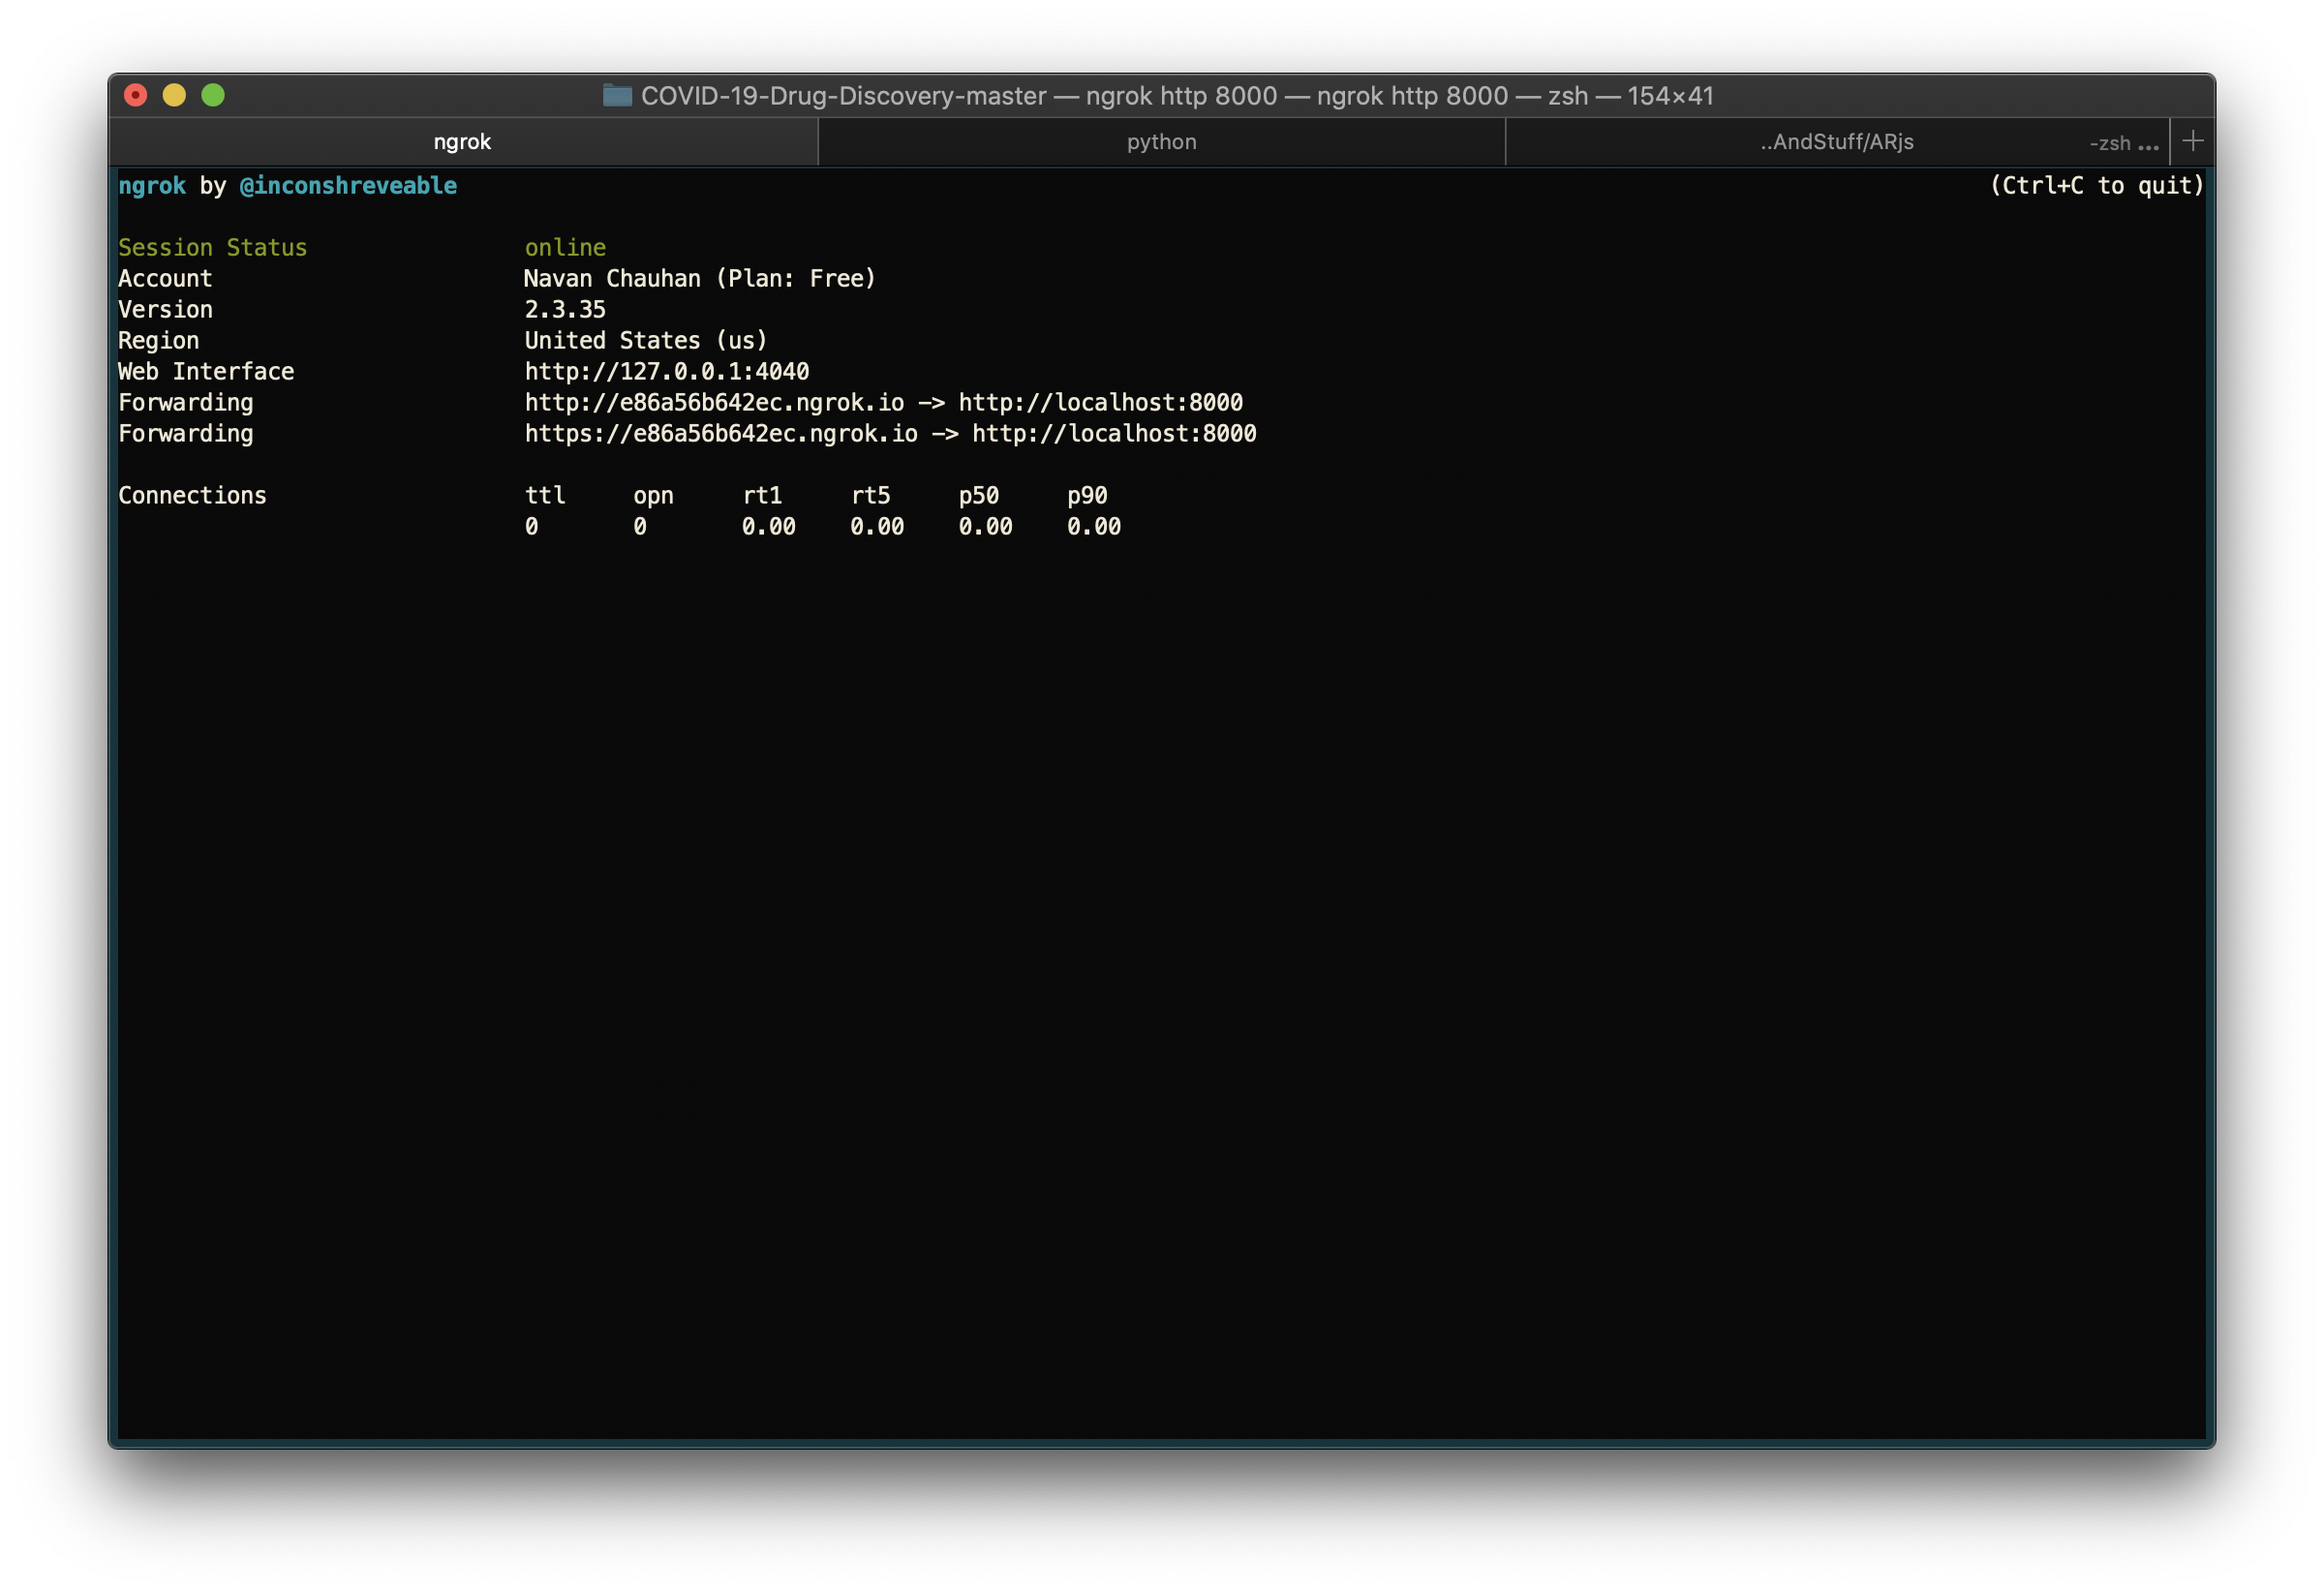 COVID-19-Drug-Discovery-master — ngrok http 8000 — ngrok http 8000 — zsh — 154×41
ngrok python ..AndStuff/ARjs -zsh ... +
ngrok by @inconshreveable (Ctrl+C to quit)
Session Status online
Account Navan Chauhan (Plan: Free)
Version 2.3.35
Region United States (us)
Web Interface http://127.0.0.1:4040
Forwarding http://e86a56b642ec.ngrok.io -> http://localhost:8000
Forwarding https://e86a56b642ec.ngrok.io -> http://localhost:8000
Connections ttl opn rt1 rt5 p50 p90
0 0 0.00 0.00 0.00 0.00